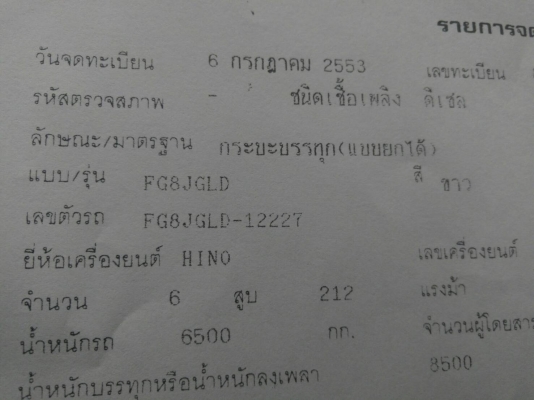 รายการจด
วันจดทะเบียน 6 กรกฎาคม 2553 เลขทะเบียน
รหัสตรวจสภาพ - ชนิดเชื้อเพลิง ดีเซล
ลักษณะ/มาตรฐาน กระบะบรรทุก(แบบยกได้)
แบบ/รุ่น FG8JGLD สี ขาว
เลขตัวรถ FG8JGLD-12227
ยี่ห้อเครื่องยนต์ HINO เลขเครื่องยนต์
จำนวน 6 สูบ 212 แรงม้า
น้ำหนักรถ 6500 กก. จำนวนผู้โดยสาร
น้ำหนักบรรทุกหรือน้ำหนักลงเพลา 8500